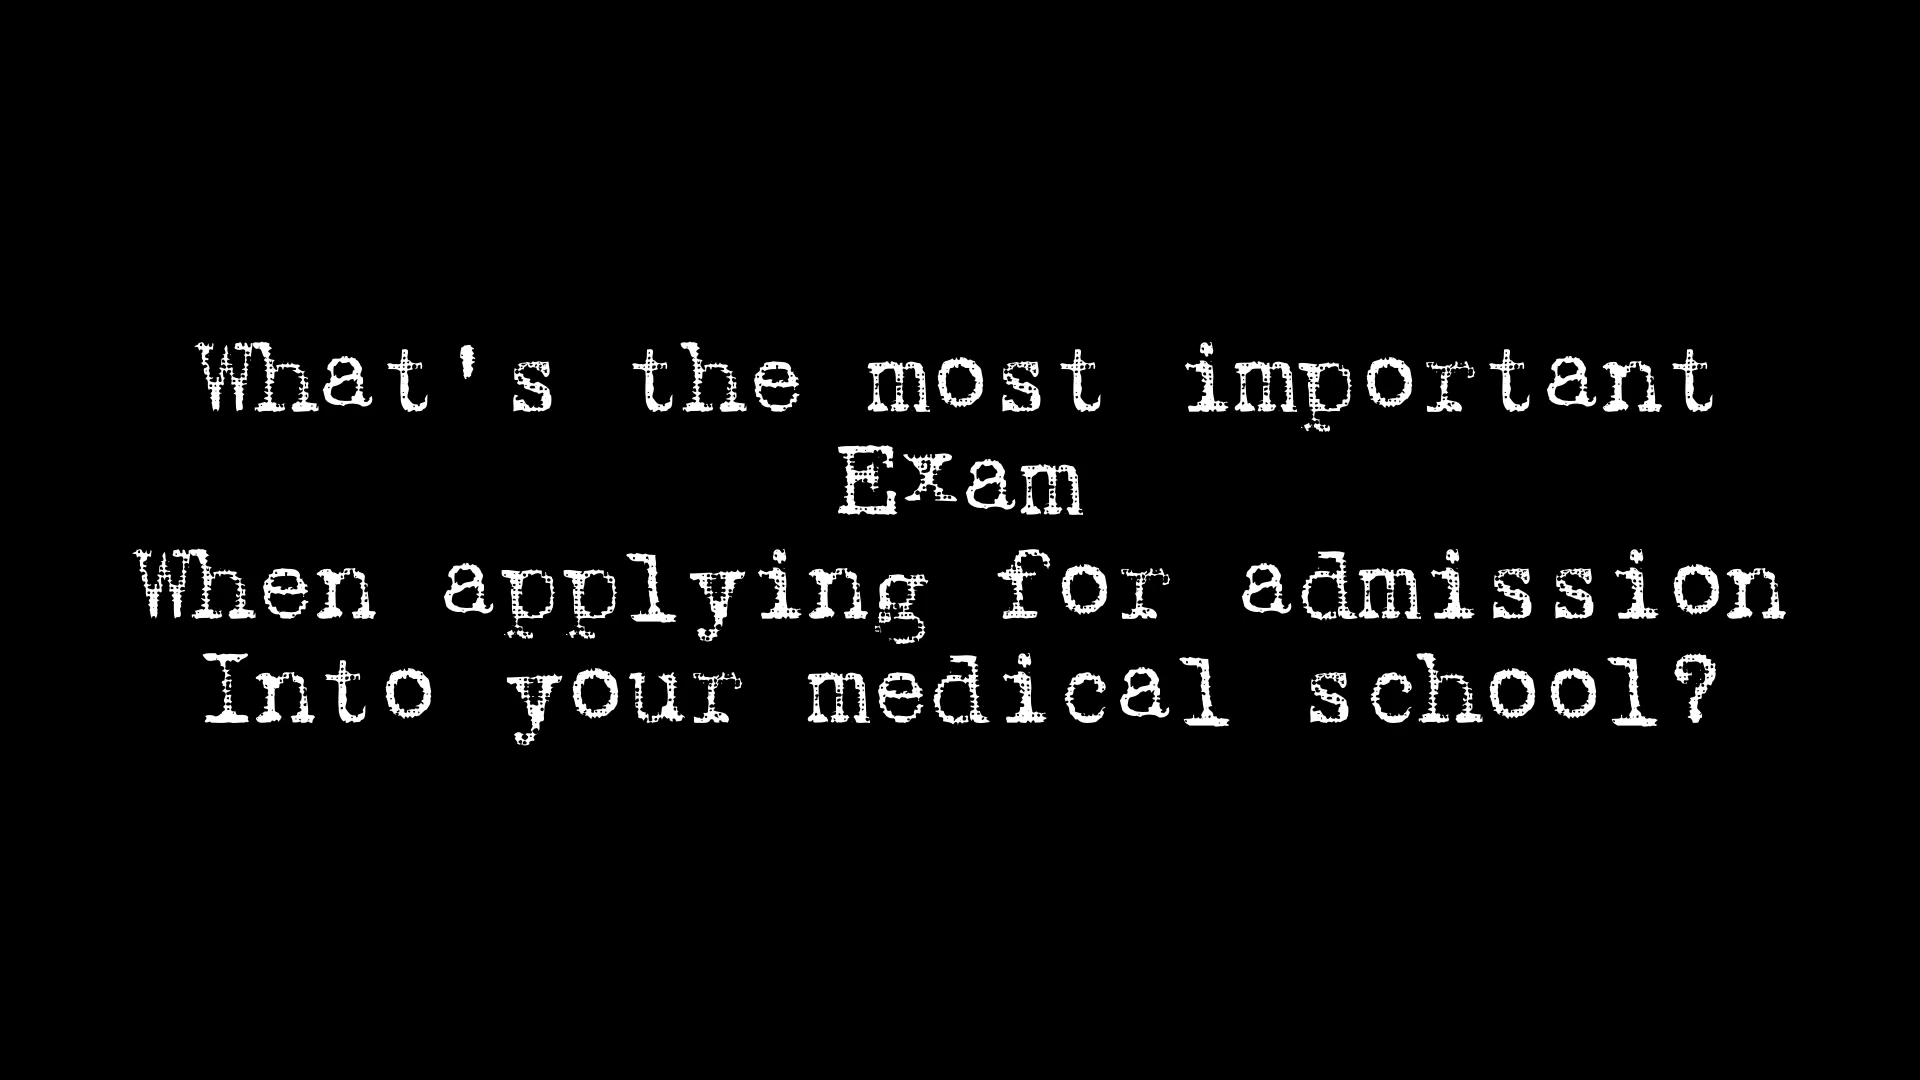 What's the most important
Exam
When applying for admission
Into your medical school?